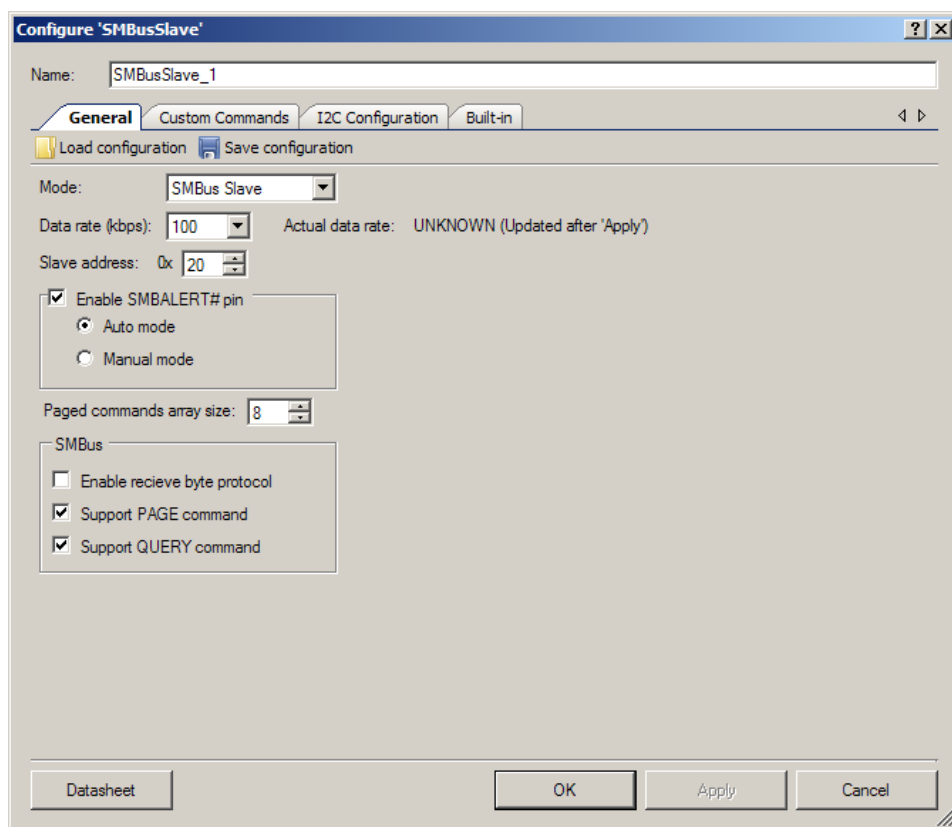 Configure 'SMBusSlave'
Name: SMBusSlave_1
General Custom Commands I2C Configuration Built-in
Load configuration Save configuration
Mode: SMBus Slave
Data rate (kbps): 100 Actual data rate: UNKNOWN (Updated after 'Apply')
Slave address: 0x 20
Enable SMBALERT# pin
Auto mode
Manual mode
Paged commands array size: 8
SMBus
Enable recieve byte protocol
Support PAGE command
Support QUERY command
Datasheet OK Apply Cancel